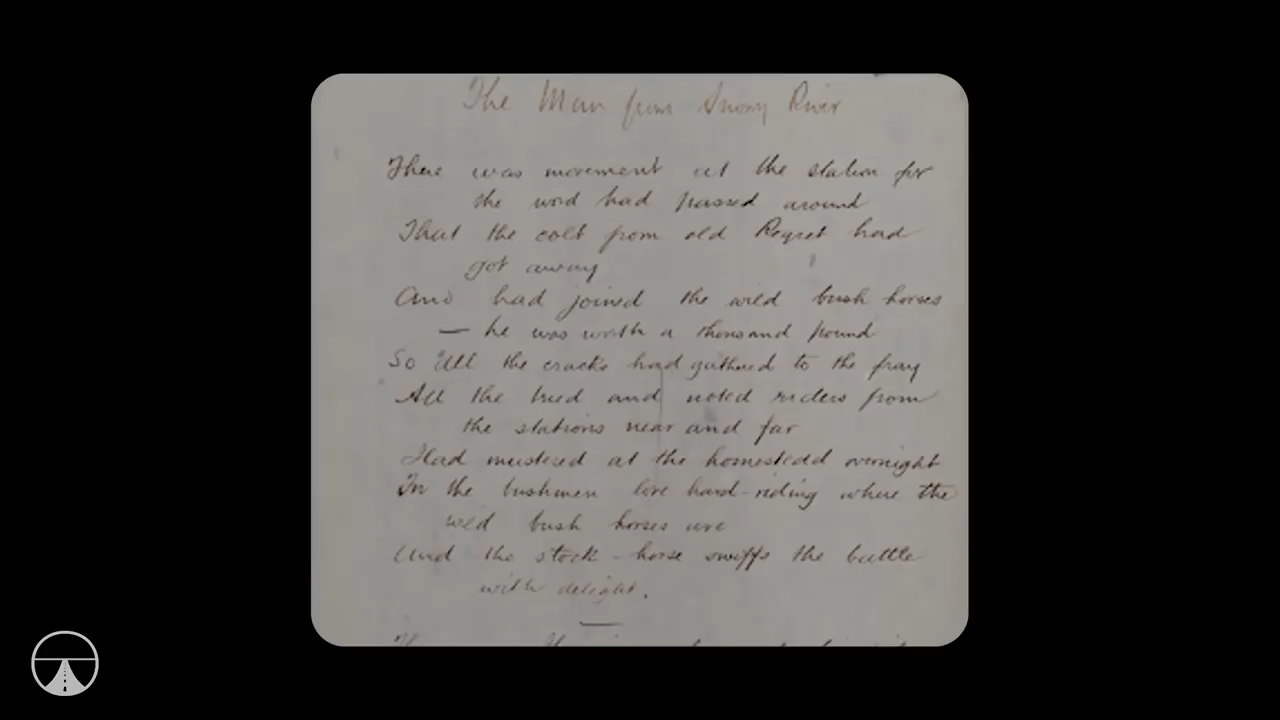 The Man from Snowy River
There was movement at the station for
the word had passed around
That the colt from old Regret had
got away
And had joined the wild bush horses
— he was worth a thousand pound
So all the cracks had gathered to the fray
All the tried and noted riders from
the stations near and far
Had mustered at the homestead overnight
For the bushmen love hard-riding where the
wild bush horses are
And the stock-horse snuffs the battle
with delight.